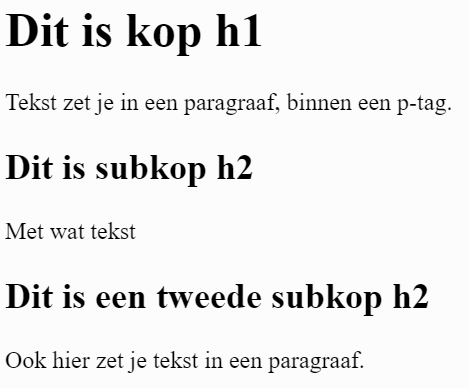 Dit is kop h1
Tekst zet je in een paragraaf, binnen een p-tag.
Dit is subkop h2
Met wat tekst
Dit is een tweede subkop h2
Ook hier zet je tekst in een paragraaf.